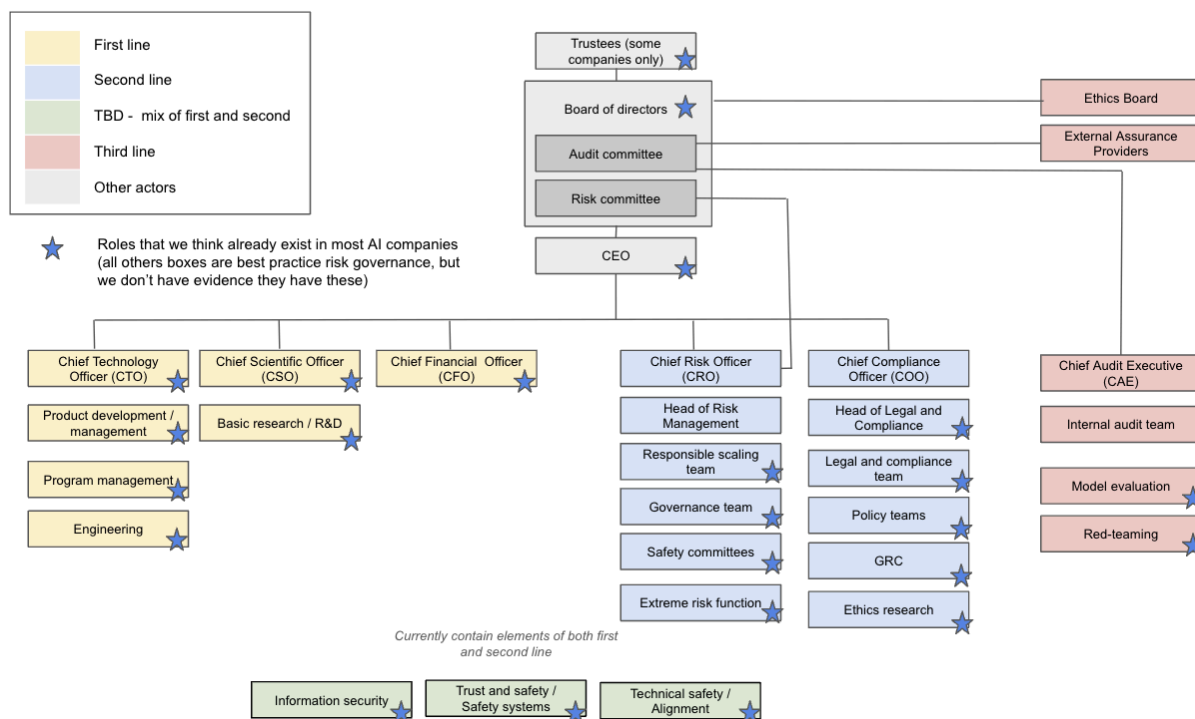 First line
Second line
TBD -  mix of first and second
Third line
Other actors
Roles that we think already exist in most AI companies
(all others boxes are best practice risk governance, but
we don't have evidence they have these)
Trustees (some
companies only)
Board of directors
Audit committee
Risk committee
CEO
Ethics Board
External Assurance
Providers
Chief Technology
Officer (CTO)
Product development /
management
Program management
Engineering
Chief Scientific Officer
(CSO)
Basic research / R&D
Chief Financial  Officer
(CFO)
Chief Risk Officer
(CRO)
Head of Risk
Management
Responsible scaling
team
Governance team
Safety committees
Extreme risk function
Chief Compliance
Officer (COO)
Head of Legal and
Compliance
Legal and compliance
team
Policy teams
GRC
Ethics research
Chief Audit Executive
(CAE)
Internal audit team
Model evaluation
Red-teaming
Currently contain elements of both first
and second line
Information security
Trust and safety /
Safety systems
Technical safety /
Alignment